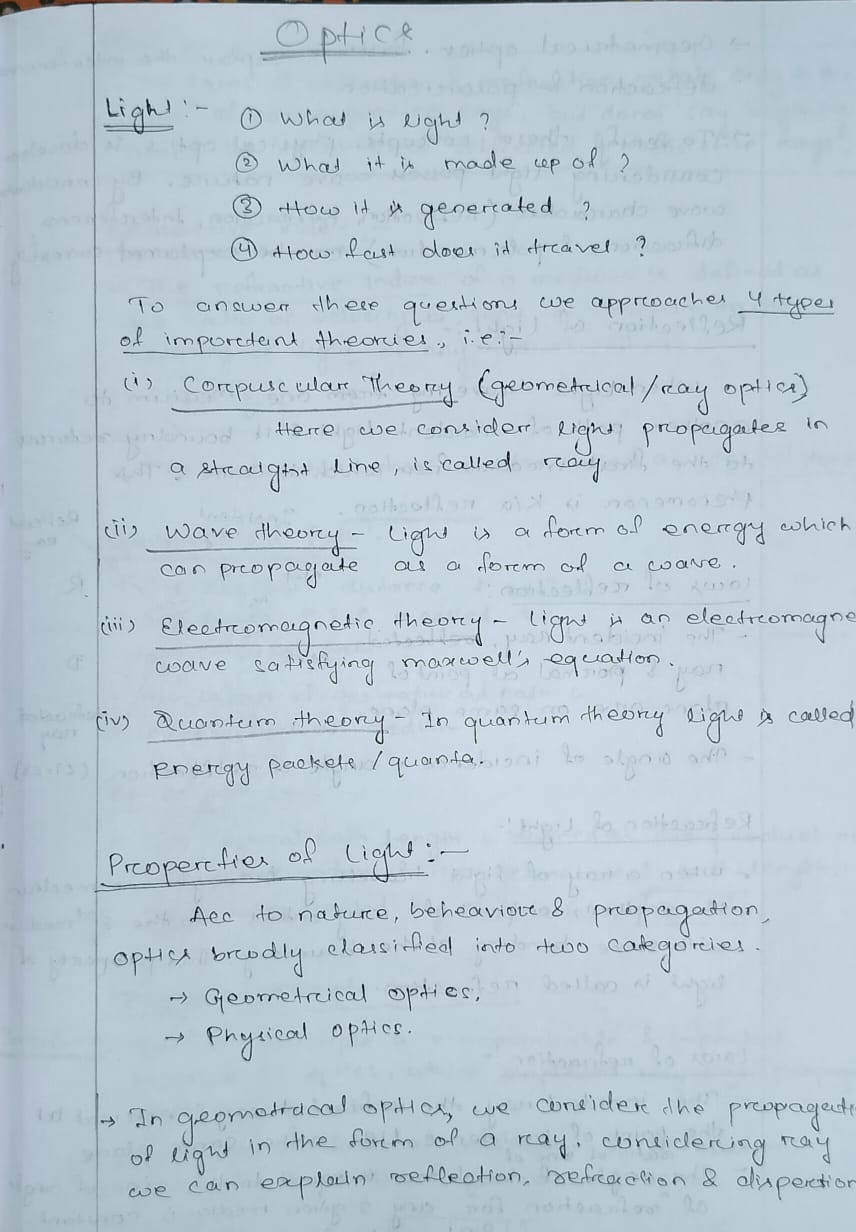 Optics
Light :- ① What is light ?
② What it is made up of ?
③ How it is generated ?
④ How fast does it travel ?
To answer these questions we approaches 4 types
of important theories, i.e:-
(i) Corpuscular Theory (geometrical/ray optics)
Here we consider light propagates in
a straight line, is called ray
(ii) Wave theory - Light is a form of energy which
can propagate as a form of a wave.
(iii) Electromagnetic theory - light is an electromagne
wave satisfying maxwell's equation.
(iv) Quantum theory - In quantum theory light is called
energy packets / quanta.
Properties of light :-
Acc to nature, beheaviour & propagation,
optics broodly classified into two categories.
→ Geometrical optics,
→ Physical optics.
→ In geometracal optics, we consider the propagati
of light in the form of a ray. considering ray
we can explain reflection, refraction & dispertion